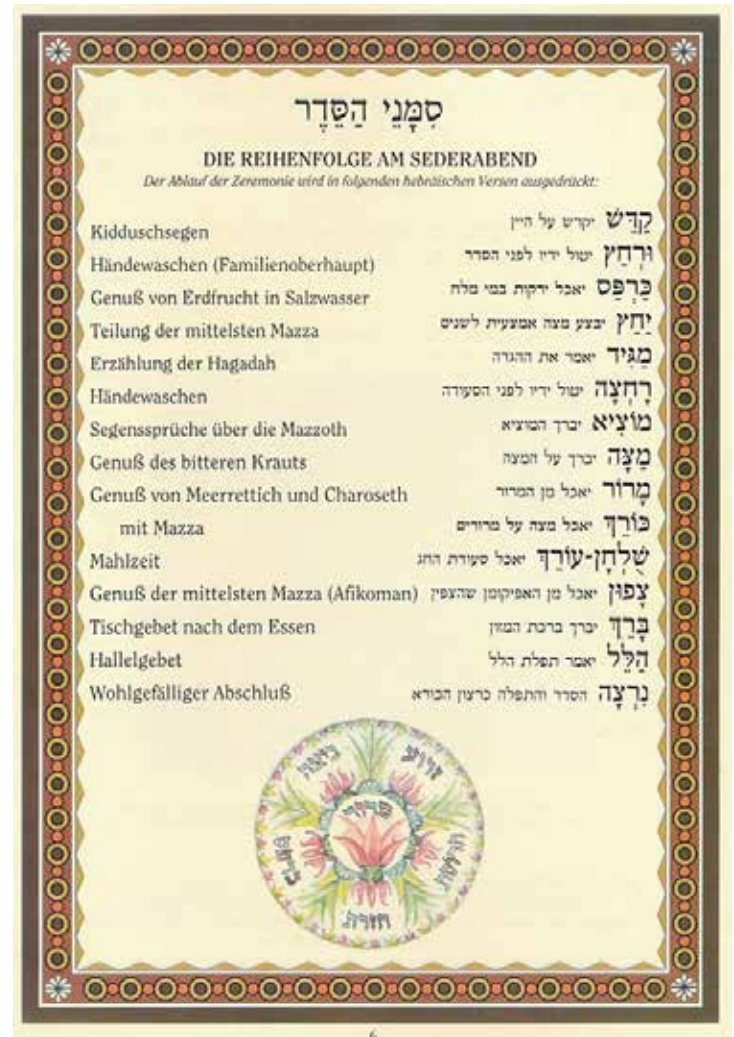 סִמָּנֵי הַסֵּדֶר
DIE REIHENFOLGE AM SEDERABEND
Der Ablauf der Zeremonie wird in folgenden hebräischen Versen ausgedrückt:
Kidduschsegen קַדֵּשׁ יקדש על היין
Händewaschen (Familienoberhaupt) וּרְחַץ יטול ידיו לפני הסדר
Genuß von Erdfrucht in Salzwasser כַּרְפַּס יאכל ירקות במי מלח
Teilung der mittelsten Mazza יַחַץ יבצע מצה אמצעית לשנים
Erzählung der Hagadah מַגִּיד יאמר את ההגדה
Händewaschen רָחְצָה יטול ידיו לפני הסעודה
Segenssprüche über die Mazzoth מוֹצִיא יברך המוציא
Genuß des bitteren Krauts מַצָּה יברך על המצה
Genuß von Meerrettich und Charoseth מָרוֹר יאכל מן המרור
mit Mazza כּוֹרֵךְ יאכל מצה על מרורים
Mahlzeit שֻׁלְחָן-עוֹרֵךְ יאכל סעודת החג
Genuß der mittelsten Mazza (Afikoman) צָפוּן יאכל מן האפיקומן שהצפין
Tischgebet nach dem Essen בָּרֵךְ יברך ברכת המזון
Hallelgebet הַלֵּל יאמר תפלת הלל
Wohlgefälliger Abschluß נִרְצָה הסדר והתפלה כרצון הבורא
ביצה זרוע
מרור
כרפס חרוסת
חזרת
6